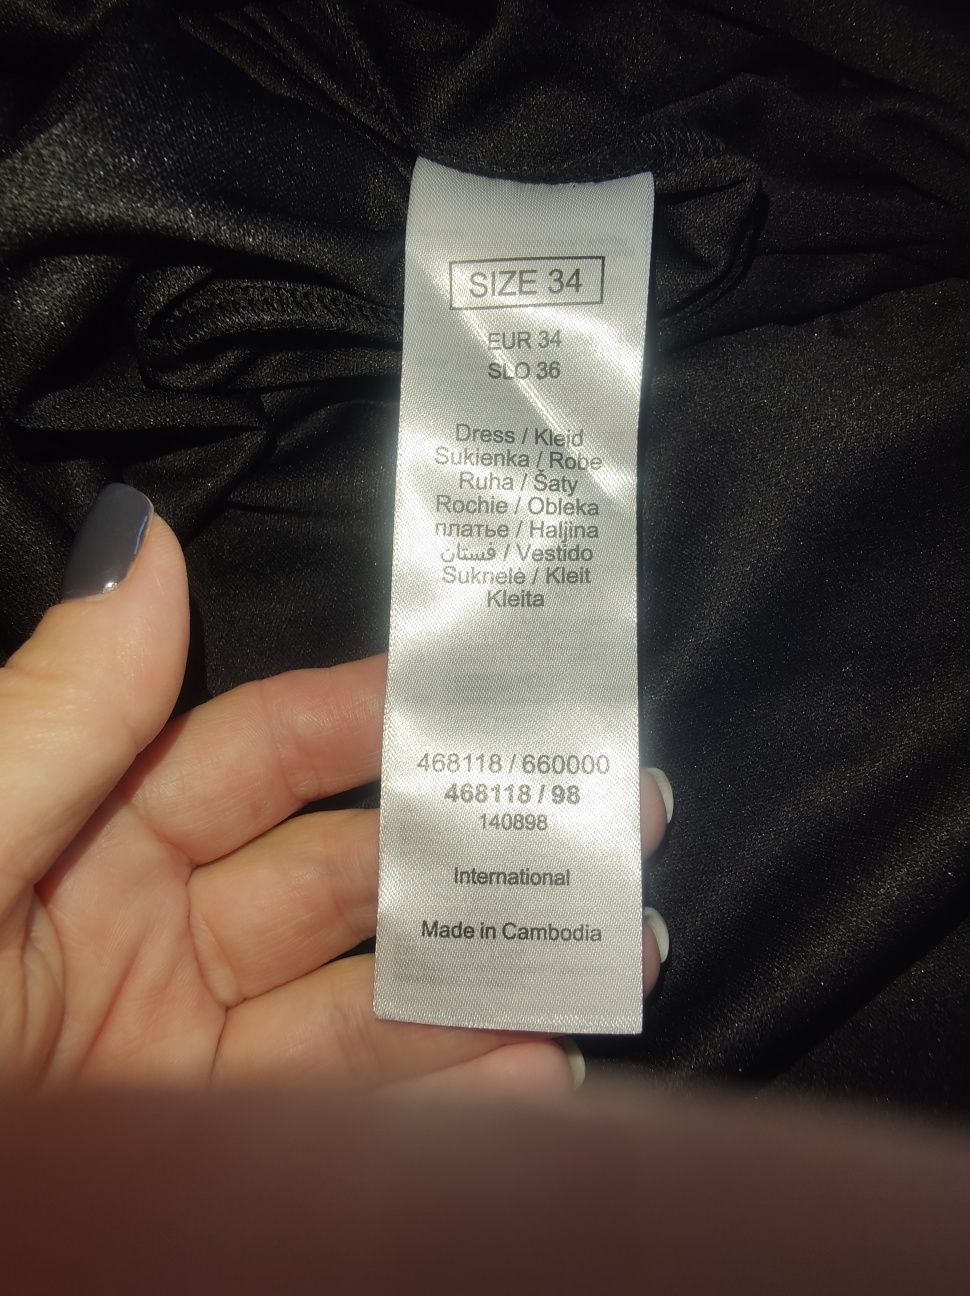 SIZE 34
EUR 34
SLO 36
Dress / Kleid
Sukienka / Robe
Ruha / Šaty
Rochie / Obleka
платье / Haljina
فستان / Vestido
Suknelė / Kleit
Kleita
468118 / 660000
468118 / 98
140898
International
Made in Cambodia